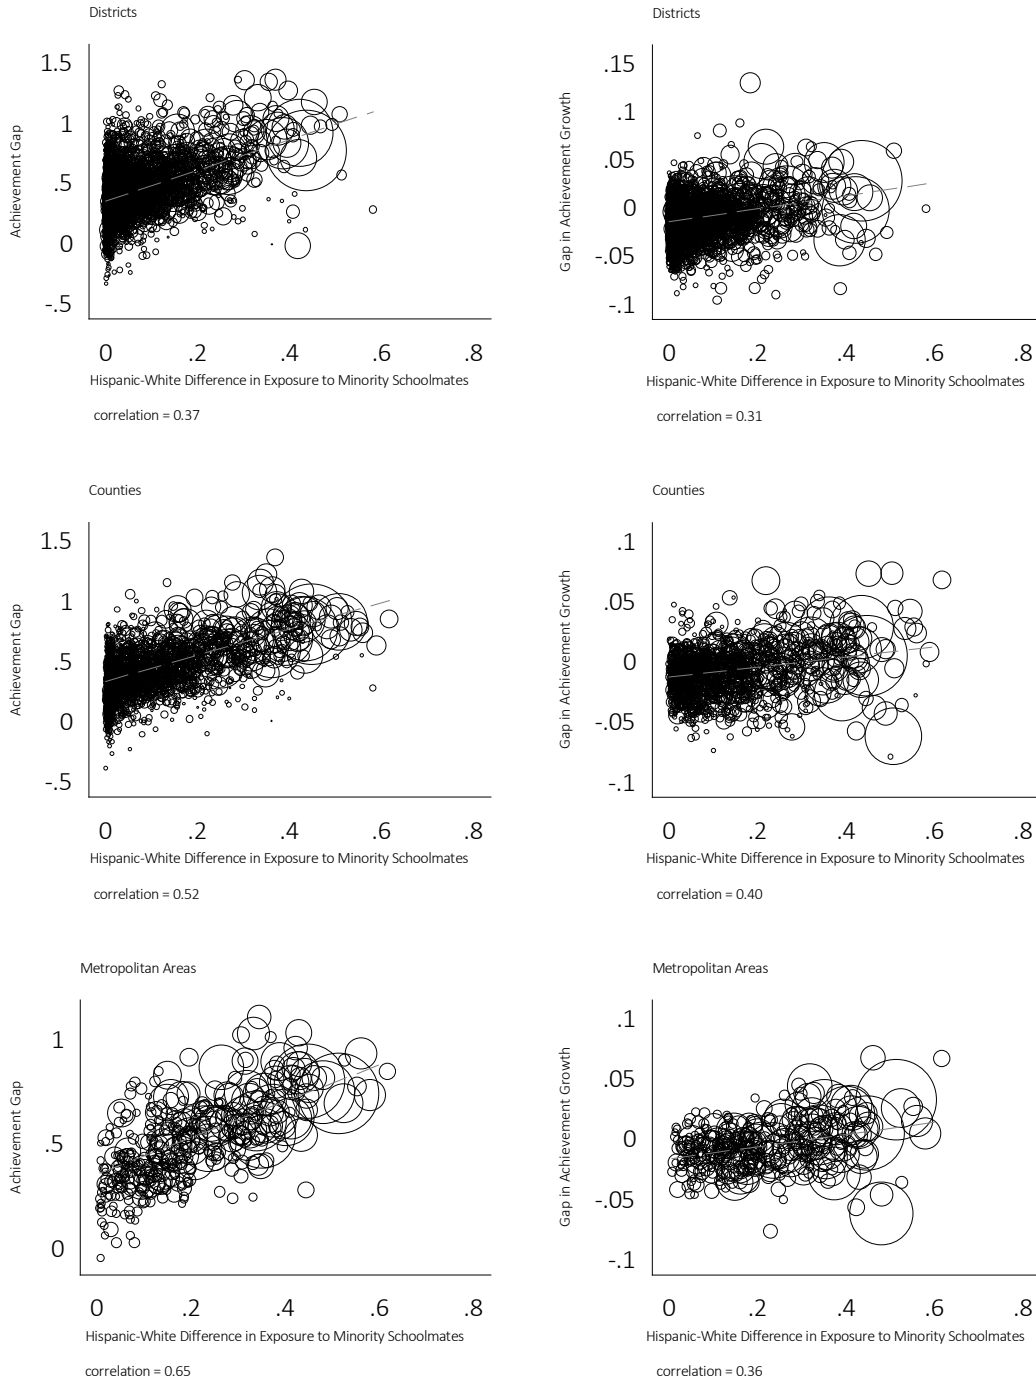 Districts
1.5
1
.5
0
-.5
Achievement Gap
0 .2 .4 .6 .8
Hispanic-White Difference in Exposure to Minority Schoolmates
correlation = 0.37
Districts
.15
.1
.05
0
-.05
-.1
Gap in Achievement Growth
0 .2 .4 .6 .8
Hispanic-White Difference in Exposure to Minority Schoolmates
correlation = 0.31
Counties
1.5
1
.5
0
-.5
Achievement Gap
0 .2 .4 .6 .8
Hispanic-White Difference in Exposure to Minority Schoolmates
correlation = 0.52
Counties
.1
.05
0
-.05
-.1
Gap in Achievement Growth
0 .2 .4 .6 .8
Hispanic-White Difference in Exposure to Minority Schoolmates
correlation = 0.40
Metropolitan Areas
1
.5
0
Achievement Gap
0 .2 .4 .6 .8
Hispanic-White Difference in Exposure to Minority Schoolmates
correlation = 0.65
Metropolitan Areas
.1
.05
0
-.05
-.1
Gap in Achievement Growth
0 .2 .4 .6 .8
Hispanic-White Difference in Exposure to Minority Schoolmates
correlation = 0.36